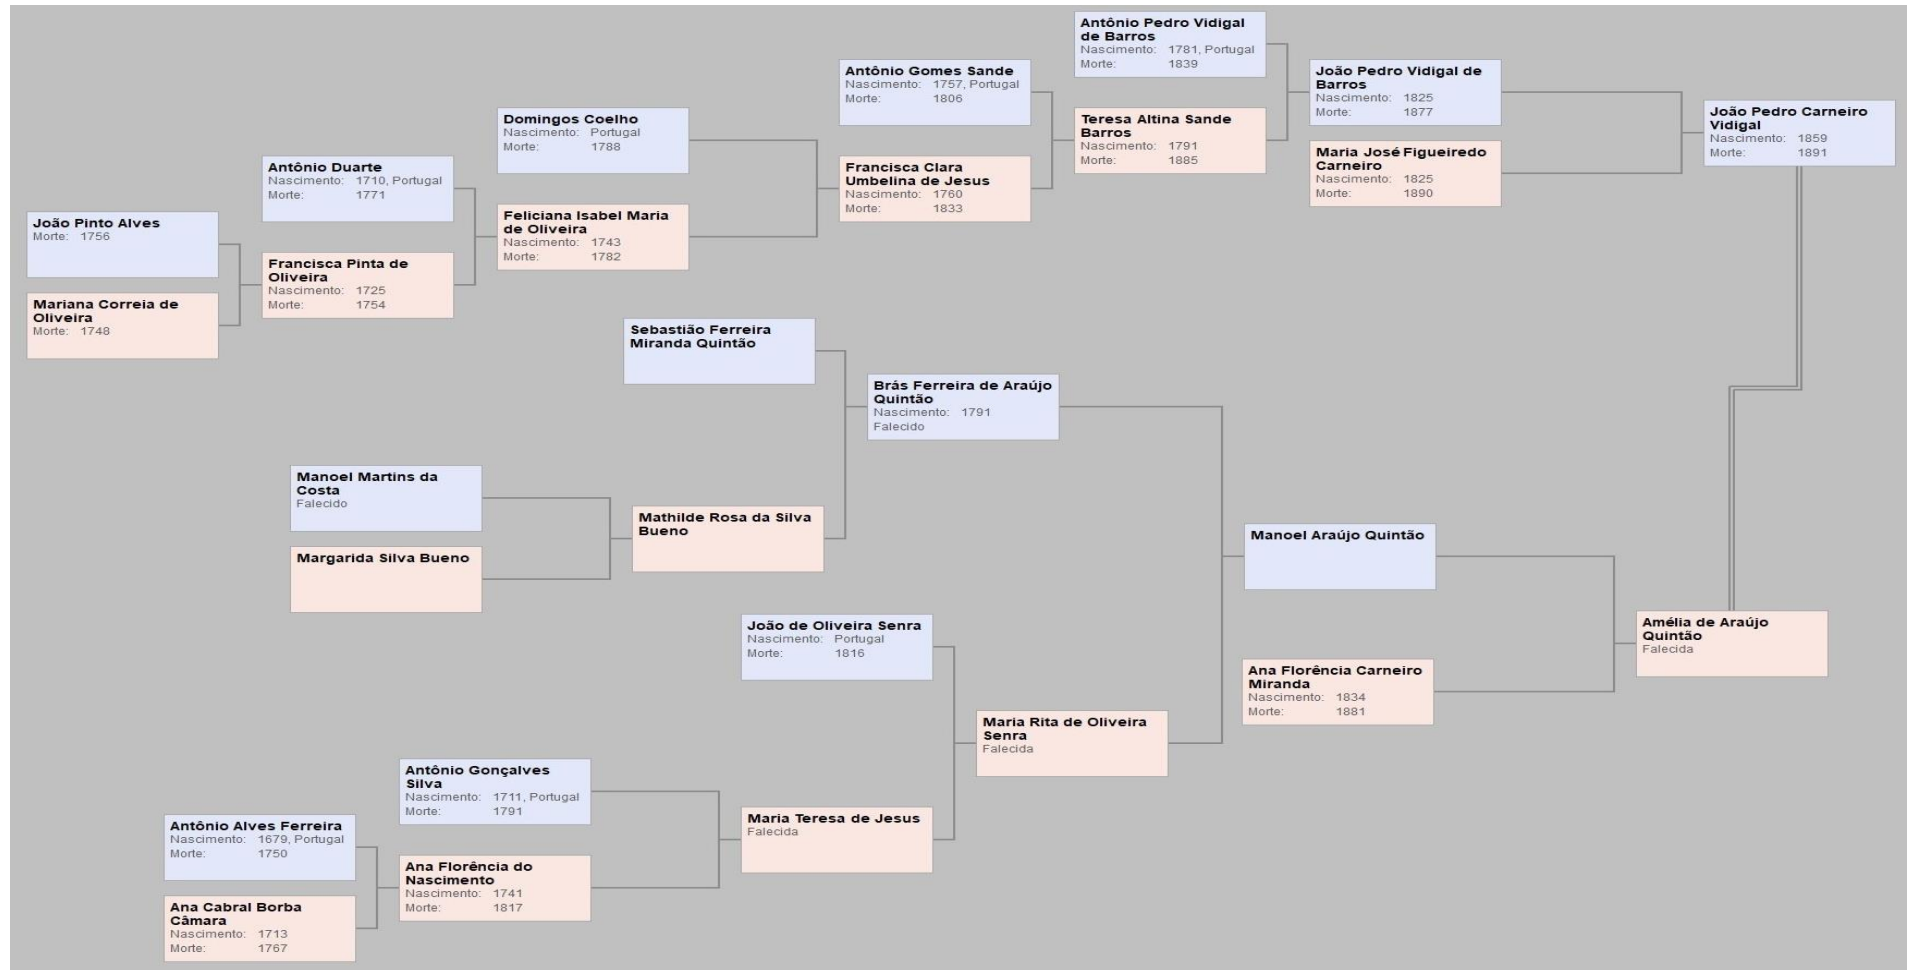 Antônio Pedro Vidigal
de Barros
Nascimento: 1781, Portugal
Morte: 1839
João Pedro Vidigal de
Barros
Nascimento: 1825
Morte: 1877
Antônio Gomes Sande
Nascimento: 1757, Portugal
Morte: 1806
João Pedro Carneiro
Vidigal
Nascimento: 1859
Morte: 1891
Domingos Coelho
Nascimento: Portugal
Morte: 1788
Teresa Altina Sande
Barros
Nascimento: 1791
Morte: 1885
Maria José Figueiredo
Carneiro
Nascimento: 1825
Morte: 1890
Antônio Duarte
Nascimento: 1710, Portugal
Morte: 1771
Francisca Clara
Umbelina de Jesus
Nascimento: 1760
Morte: 1833
João Pinto Alves
Morte: 1756
Feliciana Isabel Maria
de Oliveira
Nascimento: 1743
Morte: 1782
Francisca Pinta de
Oliveira
Nascimento: 1725
Morte: 1754
Mariana Correia de
Oliveira
Morte: 1748
Sebastião Ferreira
Miranda Quintão
Brás Ferreira de Araújo
Quintão
Nascimento: 1791
Falecido
Manoel Martins da
Costa
Falecido
Mathilde Rosa da Silva
Bueno
Margarida Silva Bueno
Manoel Araújo Quintão
João de Oliveira Senra
Nascimento: Portugal
Morte: 1816
Amélia de Araújo
Quintão
Falecida
Ana Florência Carneiro
Miranda
Nascimento: 1834
Morte: 1881
Maria Rita de Oliveira
Senra
Falecida
Antônio Gonçalves
Silva
Nascimento: 1711, Portugal
Morte: 1791
Maria Teresa de Jesus
Falecida
Antônio Alves Ferreira
Nascimento: 1679, Portugal
Morte: 1750
Ana Florência do
Nascimento
Nascimento: 1741
Morte: 1817
Ana Cabral Borba
Câmara
Nascimento: 1713
Morte: 1767